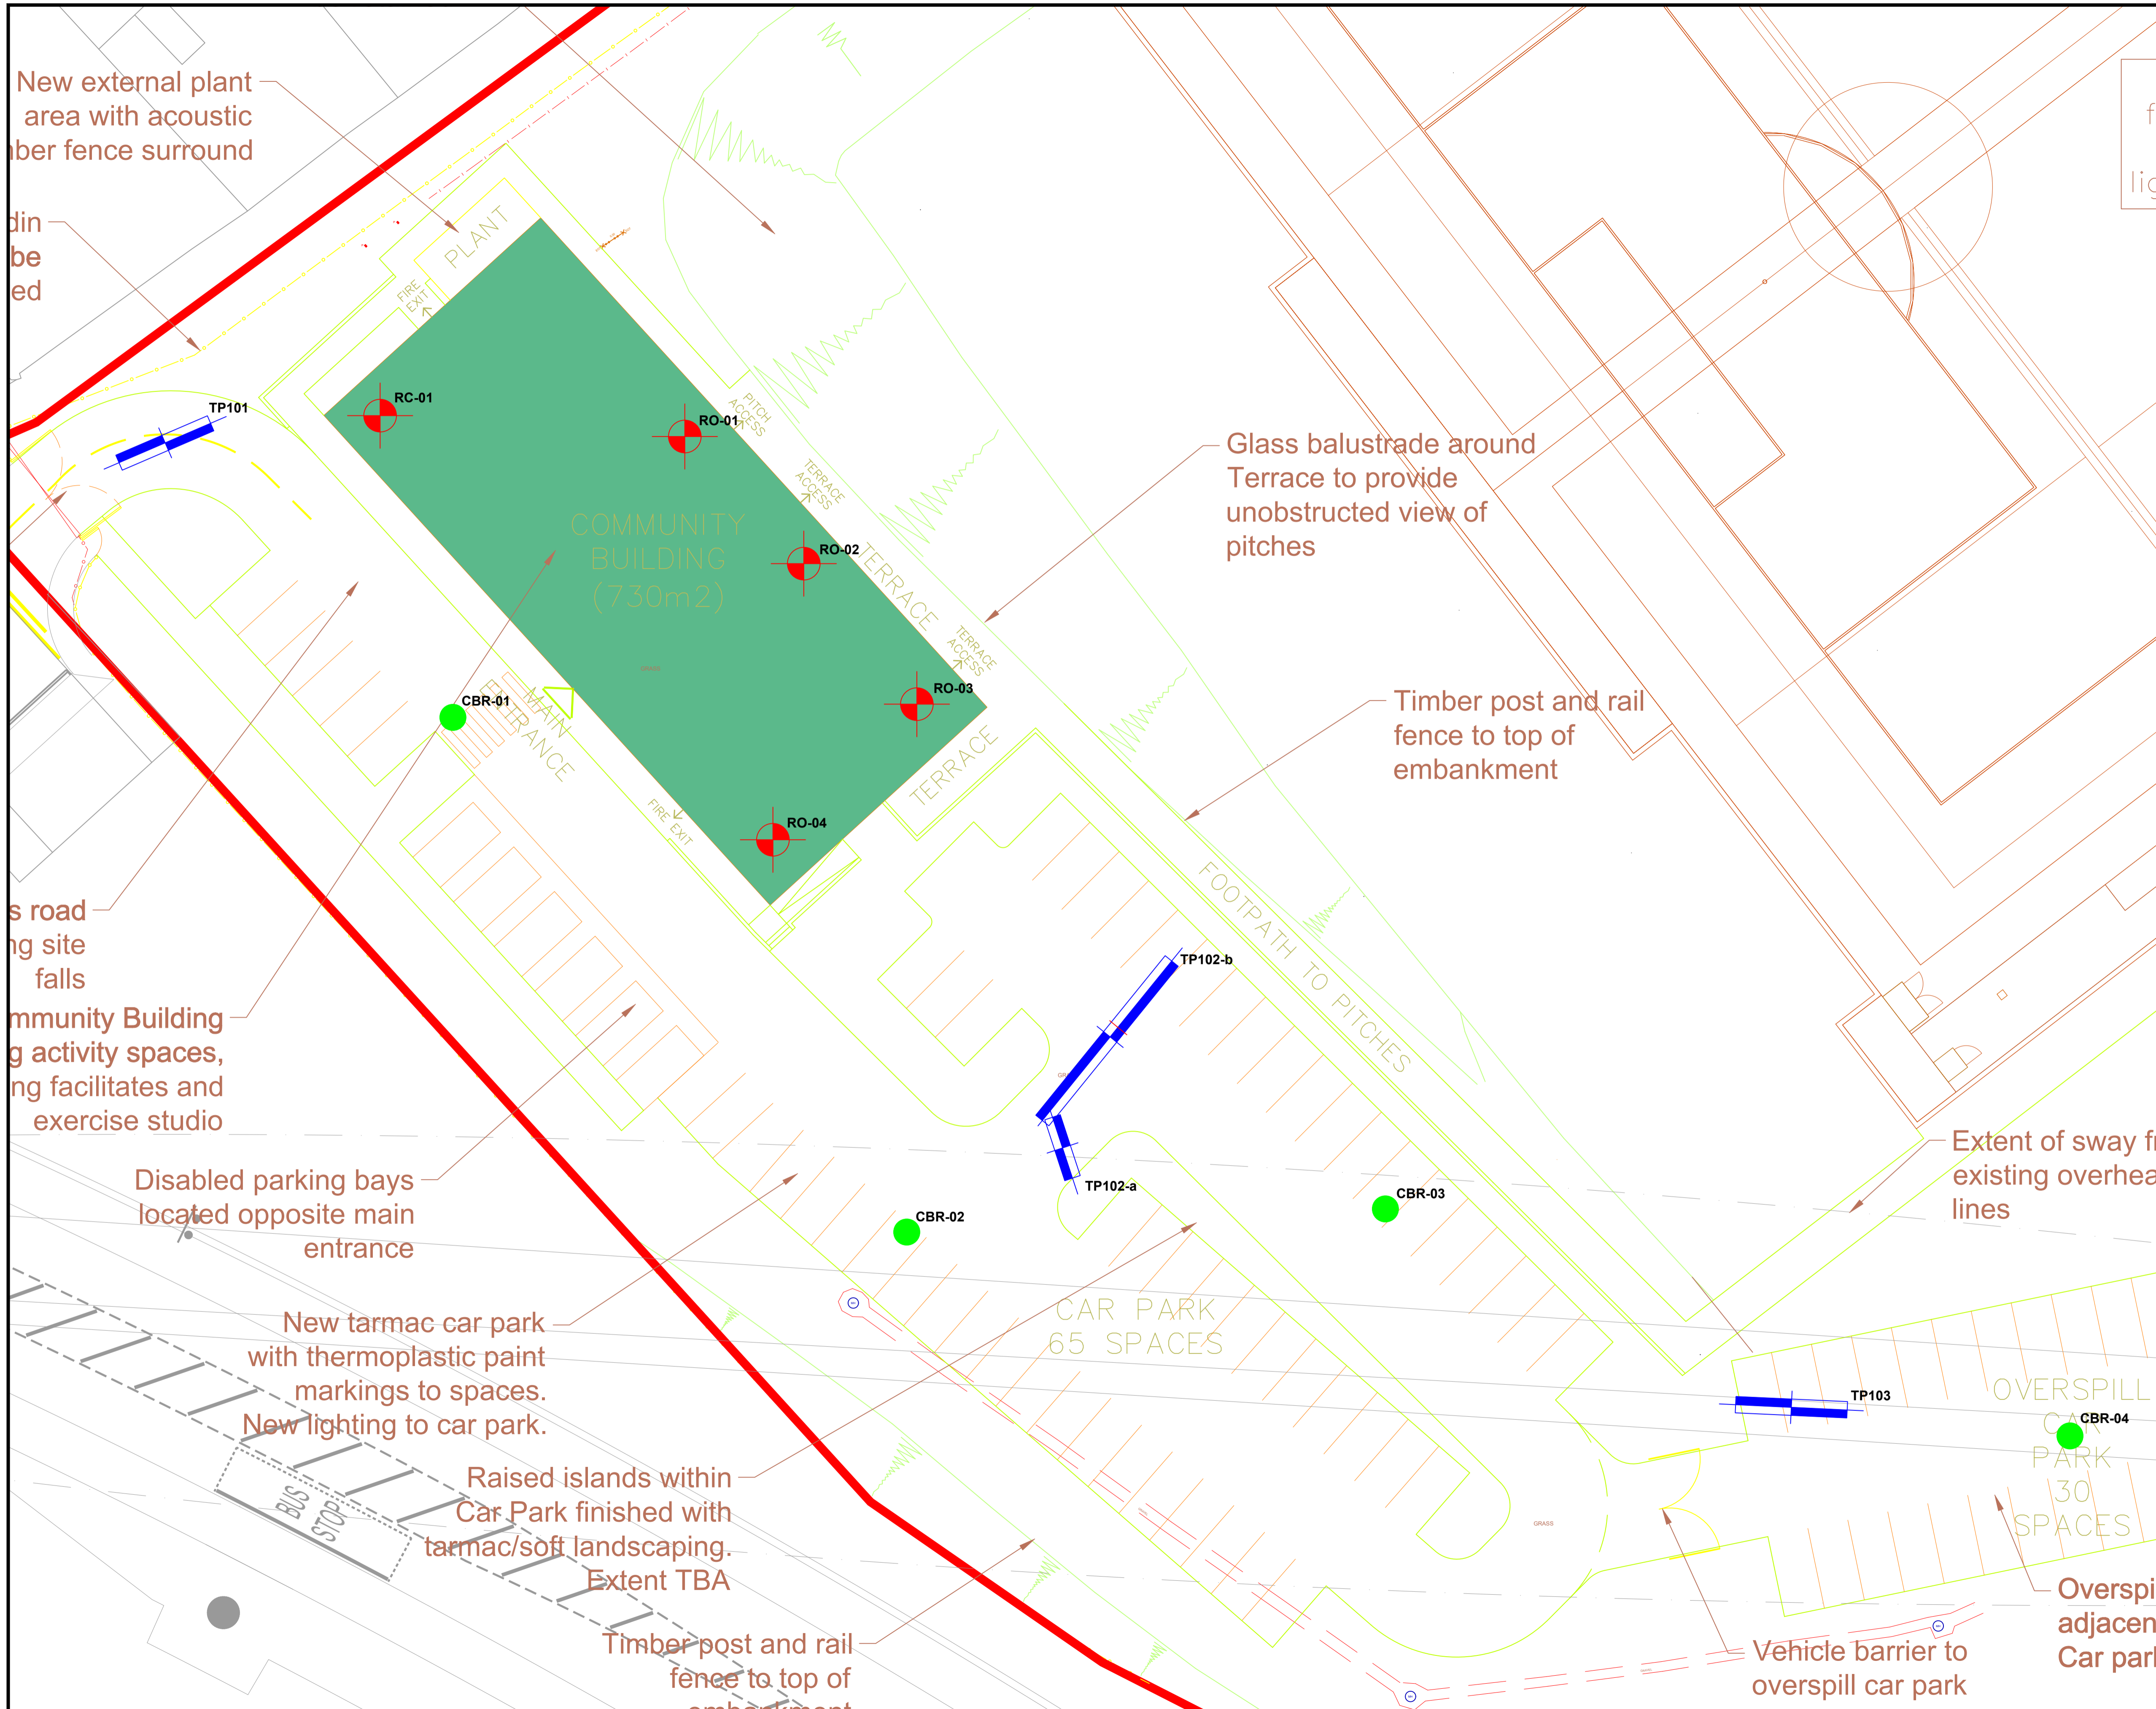 New external plant
area with acoustic
mber fence surround
din
be
ed
f
lig
PLANT
FIRE
EXIT
RC-01
TP101
RO-01
PITCH
ACCESS
TERRACE
ACCESS
RO-02
COMMUNITY
BUILDING
(730m2)
TERRACE
TERRACE
ACCESS
RO-03
GRASS
CBR-01
MAIN
ENTRANCE
TERRACE
FIRE EXIT
RO-04
Glass balustrade around
Terrace to provide
unobstructed view of
pitches
Timber post and rail
fence to top of
embankment
FOOTPATH TO PITCHES
s road
ng site
falls
mmunity Building
g activity spaces,
ng facilitates and
exercise studio
TP102-b
TP102-a
Disabled parking bays
located opposite main
entrance
CBR-02
CBR-03
Extent of sway fr
existing overhea
lines
New tarmac car park
with thermoplastic paint
markings to spaces.
New lighting to car park.
CAR PARK
65 SPACES
TP103
OVERSPILL
CAR
PARK
30
SPACES
CBR-04
Raised islands within
Car Park finished with
tarmac/soft landscaping.
Extent TBA
BUS
STOP
GRASS
Timber post and rail
fence to top of
embankment
Vehicle barrier to
overspill car park
Overspi
adjacen
Car parl